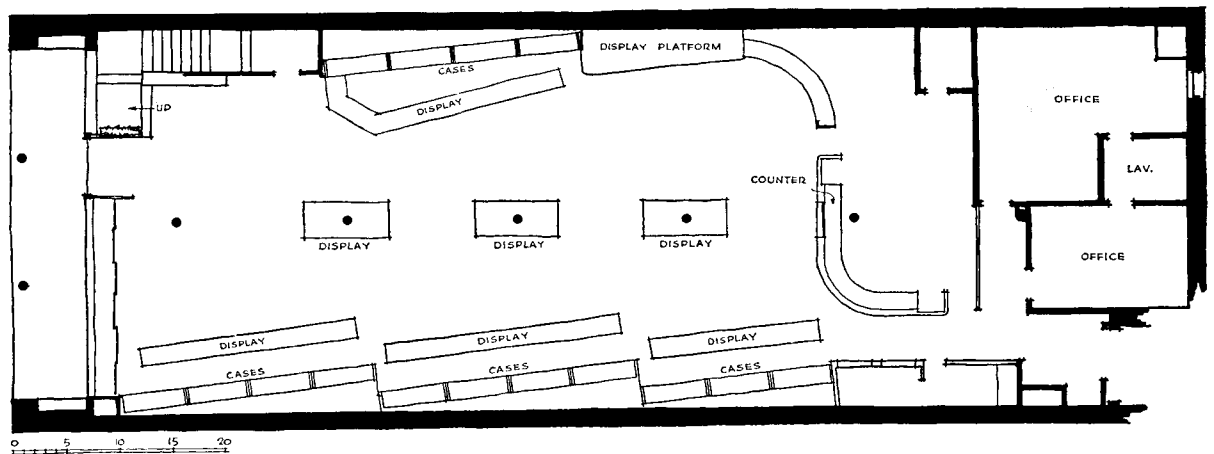 DISPLAY PLATFORM
CASES
DISPLAY
UP
OFFICE
LAV.
COUNTER
DISPLAY
DISPLAY
DISPLAY
OFFICE
DISPLAY
DISPLAY
DISPLAY
CASES
CASES
CASES
0 5 10 15 20